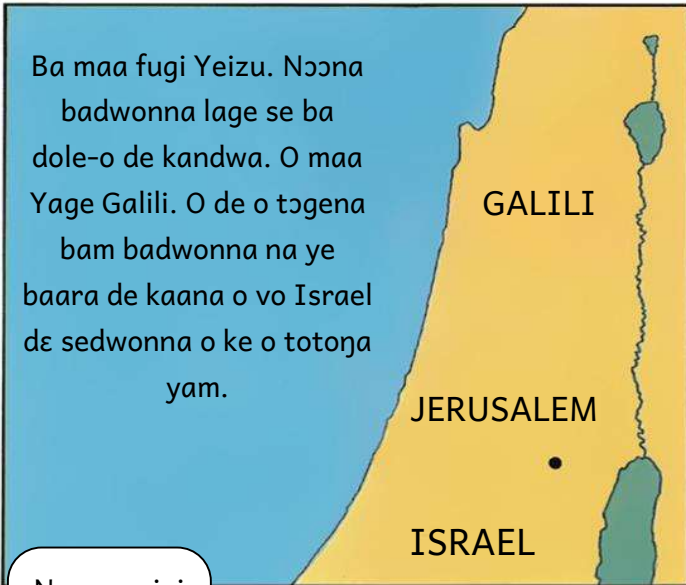 Ba maa fugi Yeizu. Nɔɔna
badwonna lage se ba
dole-o de kandwa. O maa
Yage Galili. O de o tɔgena
bam badwonna na ye
baara de kaana o vo Israel
dɛ sedwonna o ke o totoŋa
yam.
GALILI
JERUSALEM
ISRAEL